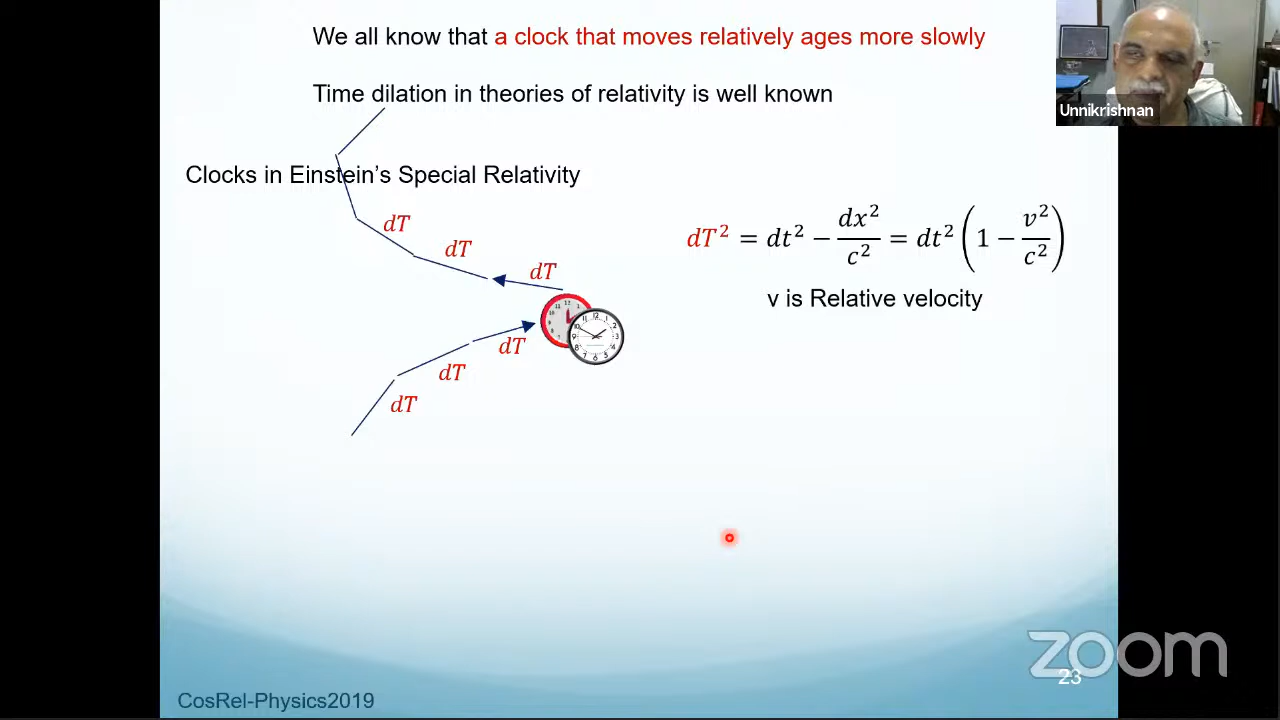 We all know that a clock that moves relatively ages more slowly
Unnikrishnan
Time dilation in theories of relativity is well known
Clocks in Einstein's Special Relativity
dT
dT
dT
dT² = dt² − dx²/c² = dt² (1 − v²/c²)
v is Relative velocity
dT
dT
dT
zoom
23
CosRel-Physics2019